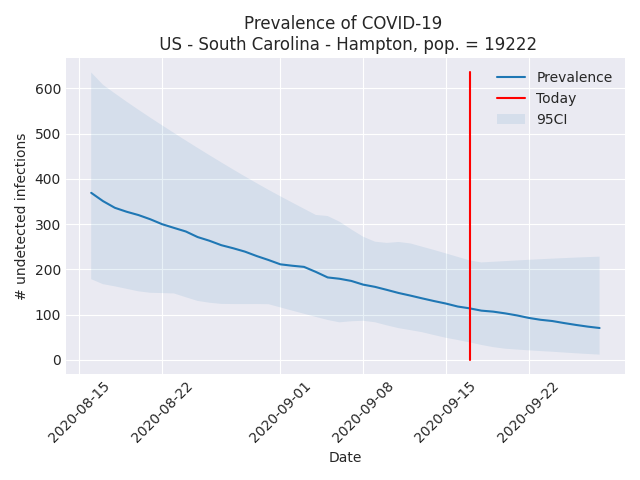 Prevalence of COVID-19
US - South Carolina - Hampton, pop. = 19222
Prevalence
Today
95CI
# undetected infections
600
500
400
300
200
100
0
2020-08-15
2020-08-22
2020-09-01
2020-09-08
2020-09-15
2020-09-22
Date